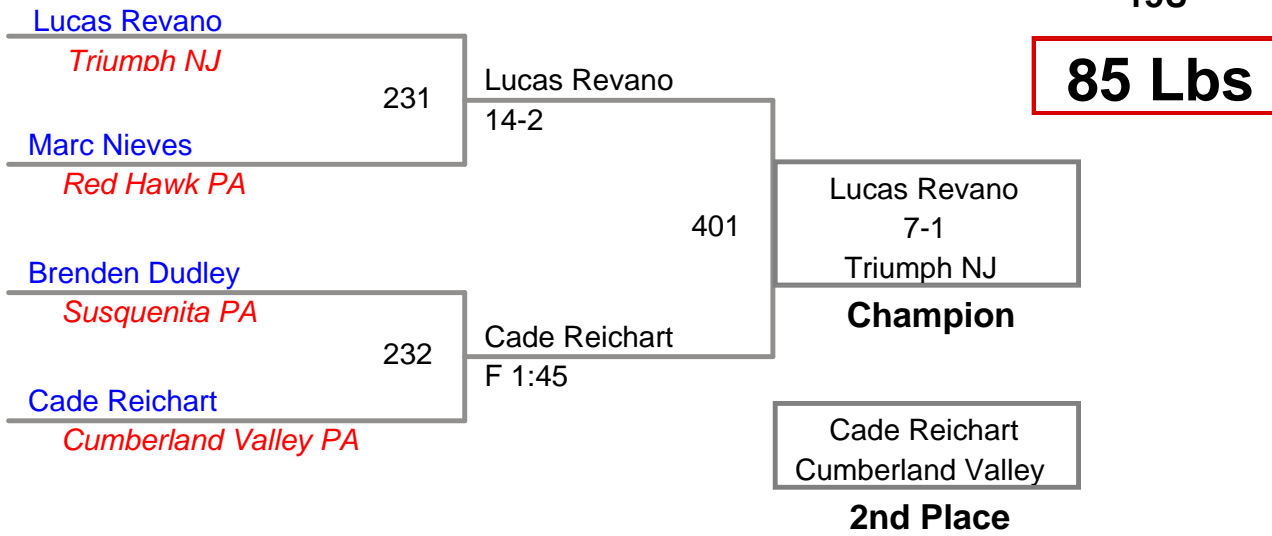 Lucas Revano
Triumph NJ
231
Lucas Revano
14-2
85 Lbs
Marc Nieves
Red Hawk PA
401
Lucas Revano
7-1
Triumph NJ
Champion
Brenden Dudley
Susquenita PA
232
Cade Reichart
F 1:45
Cade Reichart
Cumberland Valley PA
Cade Reichart
Cumberland Valley
2nd Place